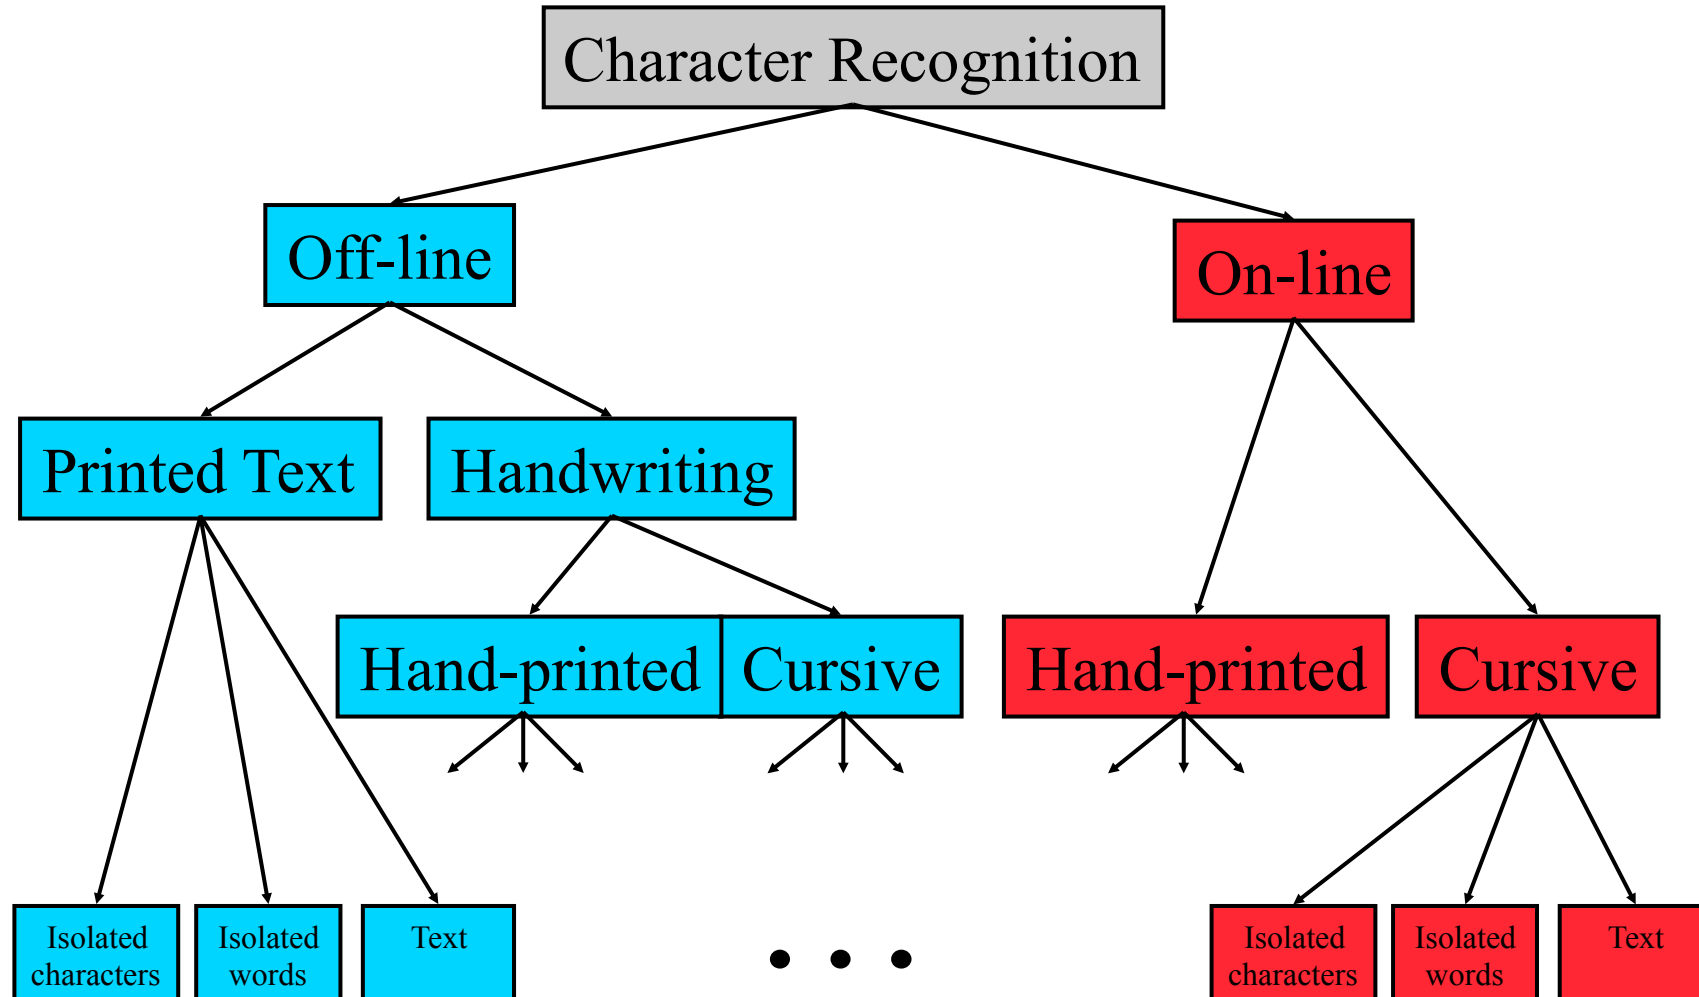 Character Recognition
Off-line
On-line
Printed Text
Handwriting
Hand-printed
Cursive
Hand-printed
Cursive
Isolated
characters
Isolated
words
Text
• • •
Isolated
characters
Isolated
words
Text